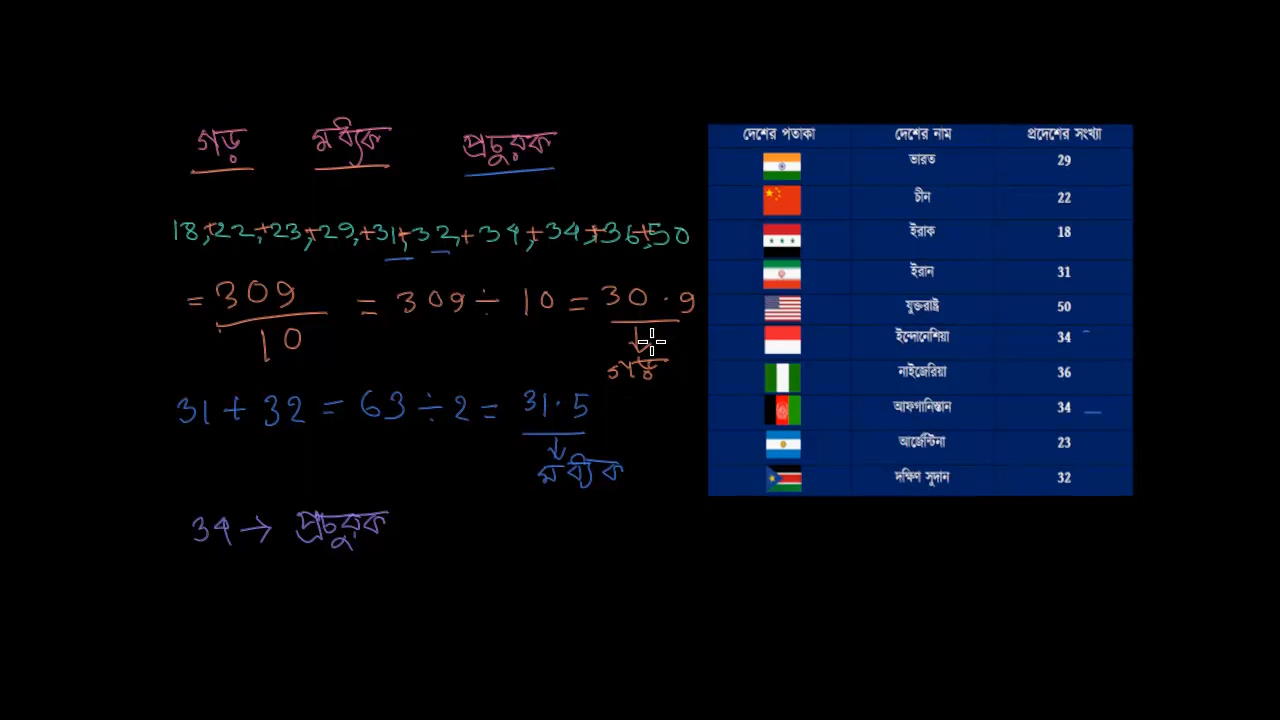 গড় মধ্যক প্রচুরক
18,+22,+23,+29,+31,+32,+34,+34,+36,+50
= 309/10 = 309 ÷ 10 = 30.9
↓
গড়
31 + 32 = 63 ÷ 2 = 31.5
↓
মধ্যক
34 → প্রচুরক
দেশের পতাকা দেশের নাম প্রদেশের সংখ্যা
ভারত 29
চীন 22
ইরাক 18
ইরান 31
যুক্তরাষ্ট্র 50
ইন্দোনেশিয়া 34
নাইজেরিয়া 36
আফগানিস্তান 34
আর্জেন্টিনা 23
দক্ষিণ সুদান 32